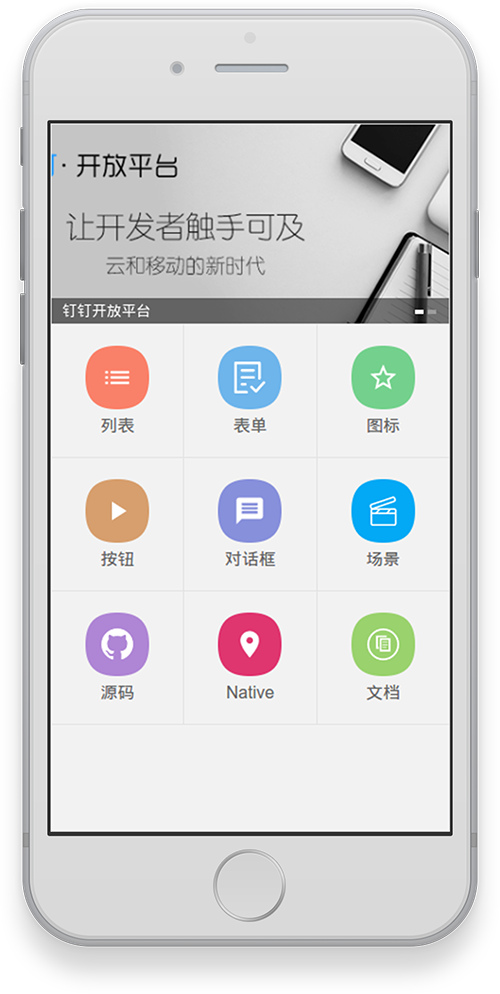 · 开放平台
让开发者触手可及
云和移动的新时代
钉钉开放平台
列表
表单
图标
按钮
对话框
场景
源码
Native
文档